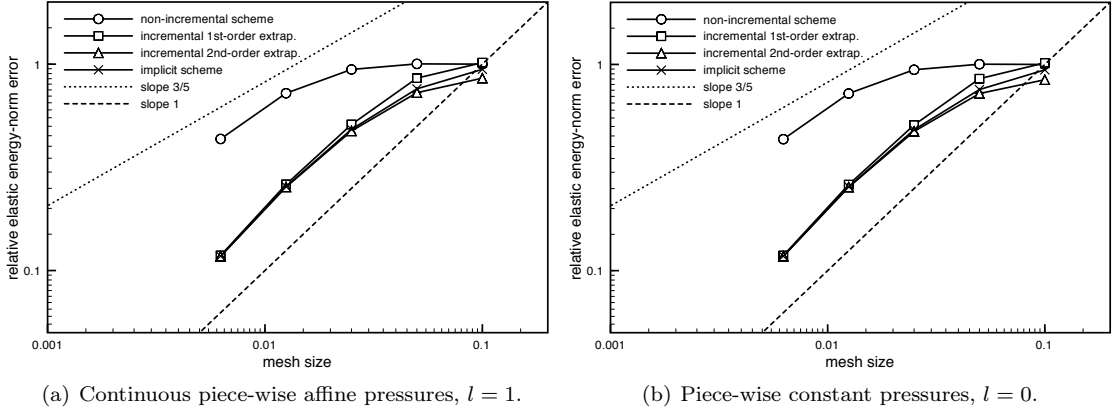 relative elastic energy-norm error
1
0.1
non-incremental scheme
incremental 1st-order extrap.
incremental 2nd-order extrap.
implicit scheme
slope 3/5
slope 1
0.001
0.01
0.1
mesh size
(a) Continuous piece-wise affine pressures, l = 1.
relative elastic energy-norm error
1
0.1
non-incremental scheme
incremental 1st-order extrap.
incremental 2nd-order extrap.
implicit scheme
slope 3/5
slope 1
0.001
0.01
0.1
mesh size
(b) Piece-wise constant pressures, l = 0.